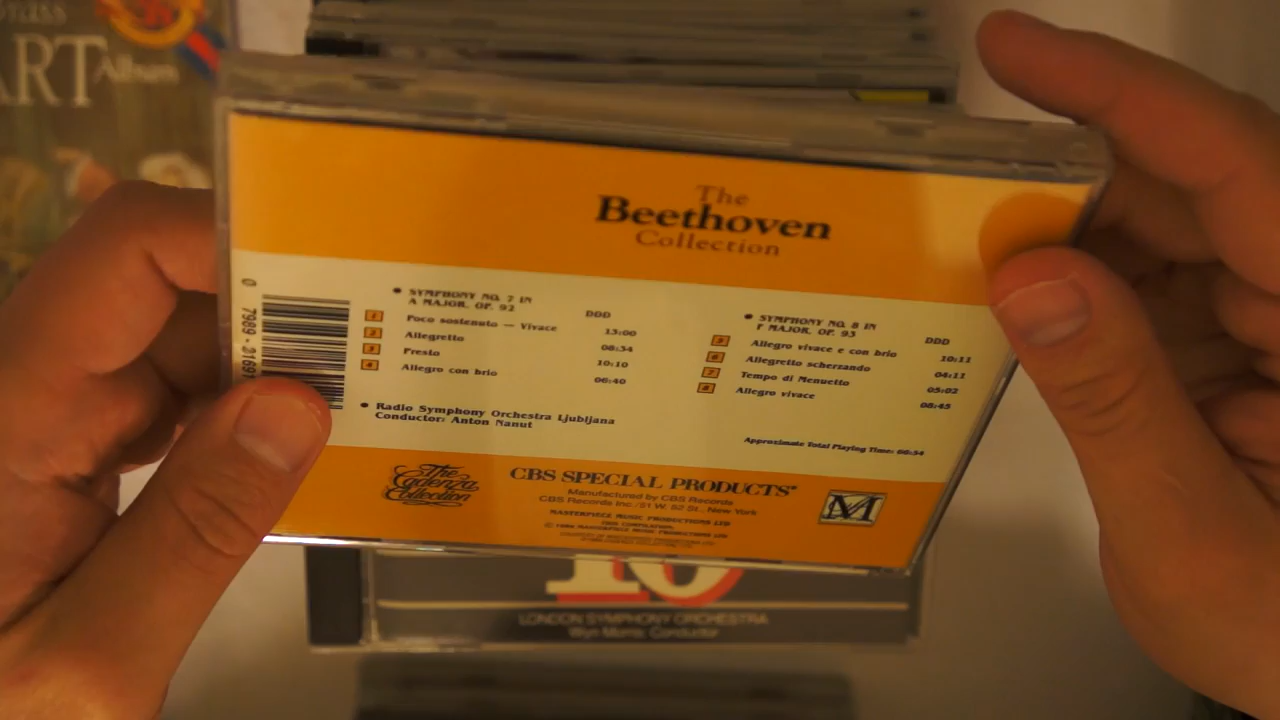 ART Album
The
Beethoven
Collection
SYMPHONY NO. 7 IN
A MAJOR, OP. 92
DDD
1 Poco sostenuto — Vivace 13:00
2 Allegretto 08:34
3 Presto 10:10
4 Allegro con brio 06:40
Radio Symphony Orchestra Ljubljana
Conductor: Anton Nanut
SYMPHONY NO. 8 IN
F MAJOR, OP. 93
DDD
5 Allegro vivace e con brio 10:11
6 Allegretto scherzando 04:11
7 Tempo di Menuetto 05:02
8 Allegro vivace 08:45
Approximate Total Playing Time:
0 7989-21691
The
Cadenza
Collection
CBS SPECIAL PRODUCTS
Manufactured by CBS Records
CBS Records Inc./51 W. 52 St., New York
MASTERPIECE MUSIC PRODUCTIONS LTD
M
10
LONDON SYMPHONY ORCHESTRA
Wyn Morris: Conductor